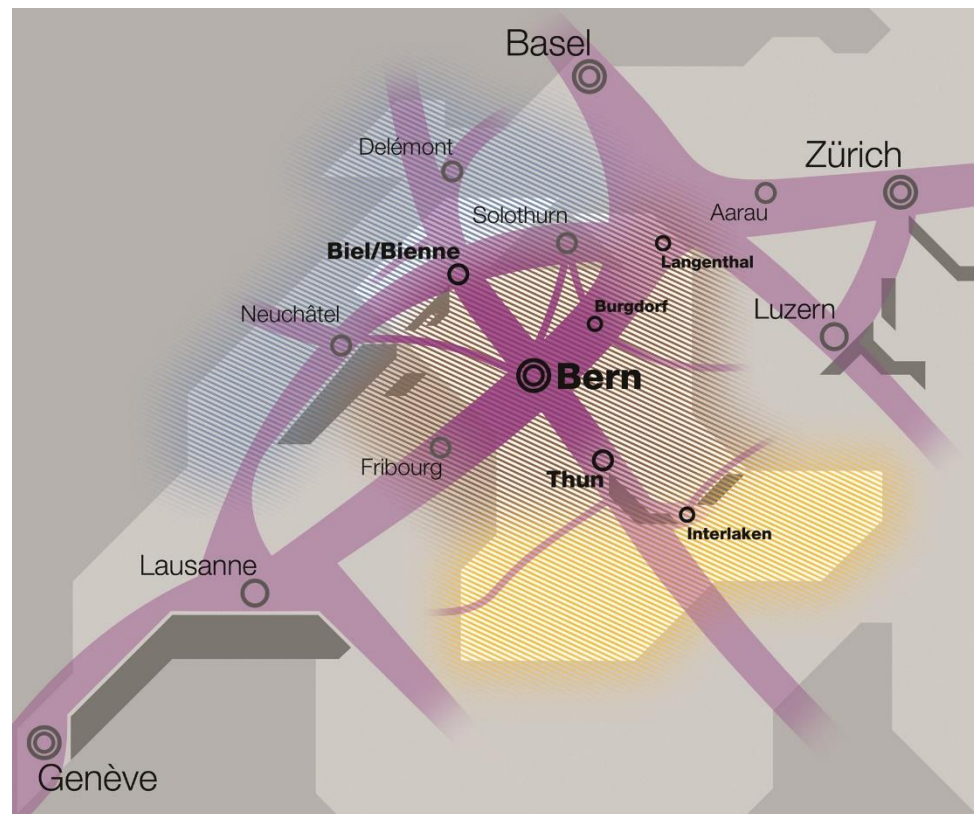 Basel
Delémont
Zürich
Solothurn
Aarau
Biel/Bienne
Langenthal
Neuchâtel
Burgdorf
Luzern
Bern
Fribourg
Thun
Interlaken
Lausanne
Genève